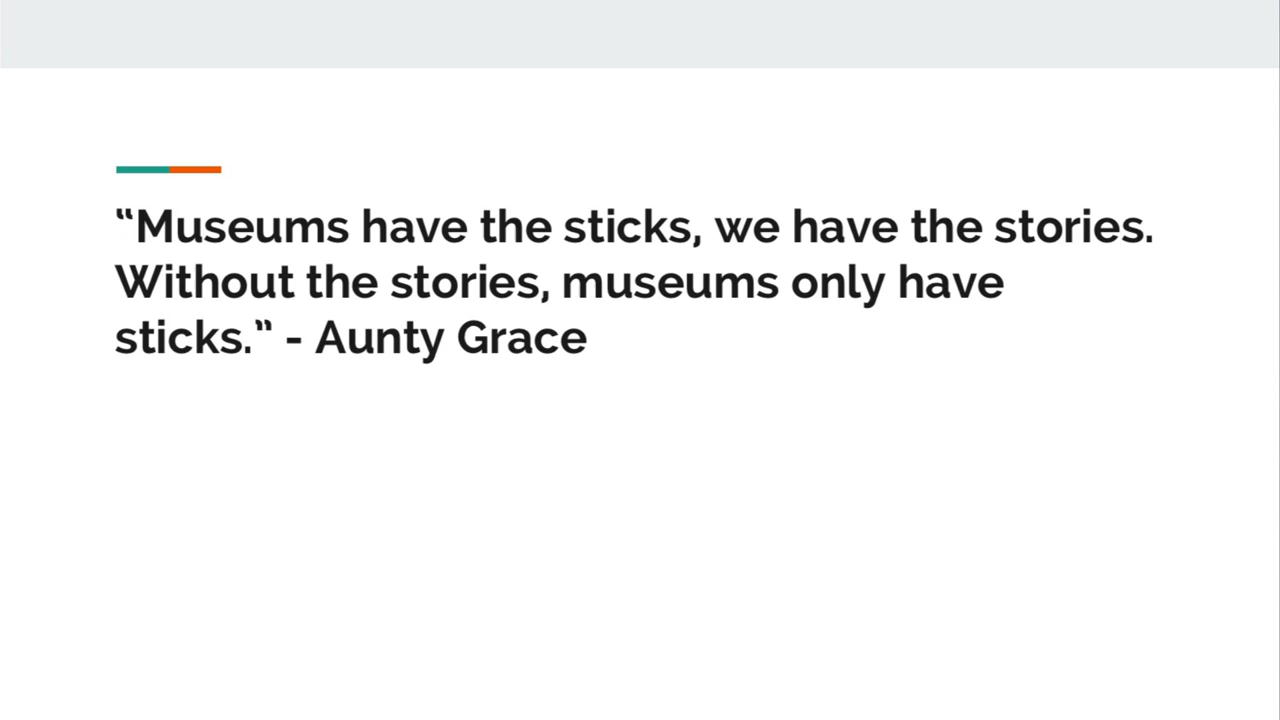 “Museums have the sticks, we have the stories.
Without the stories, museums only have
sticks.” - Aunty Grace